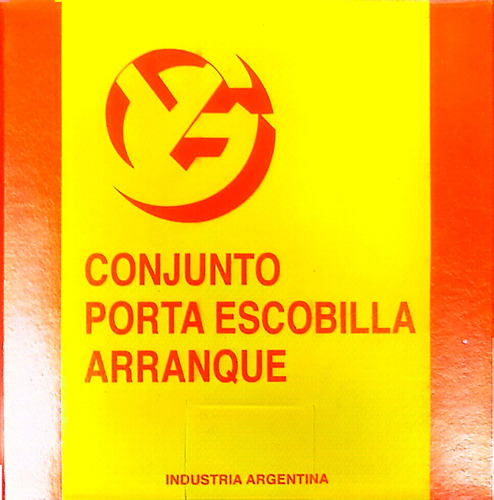 CONJUNTO
PORTA ESCOBILLA
ARRANQUE
INDUSTRIA ARGENTINA